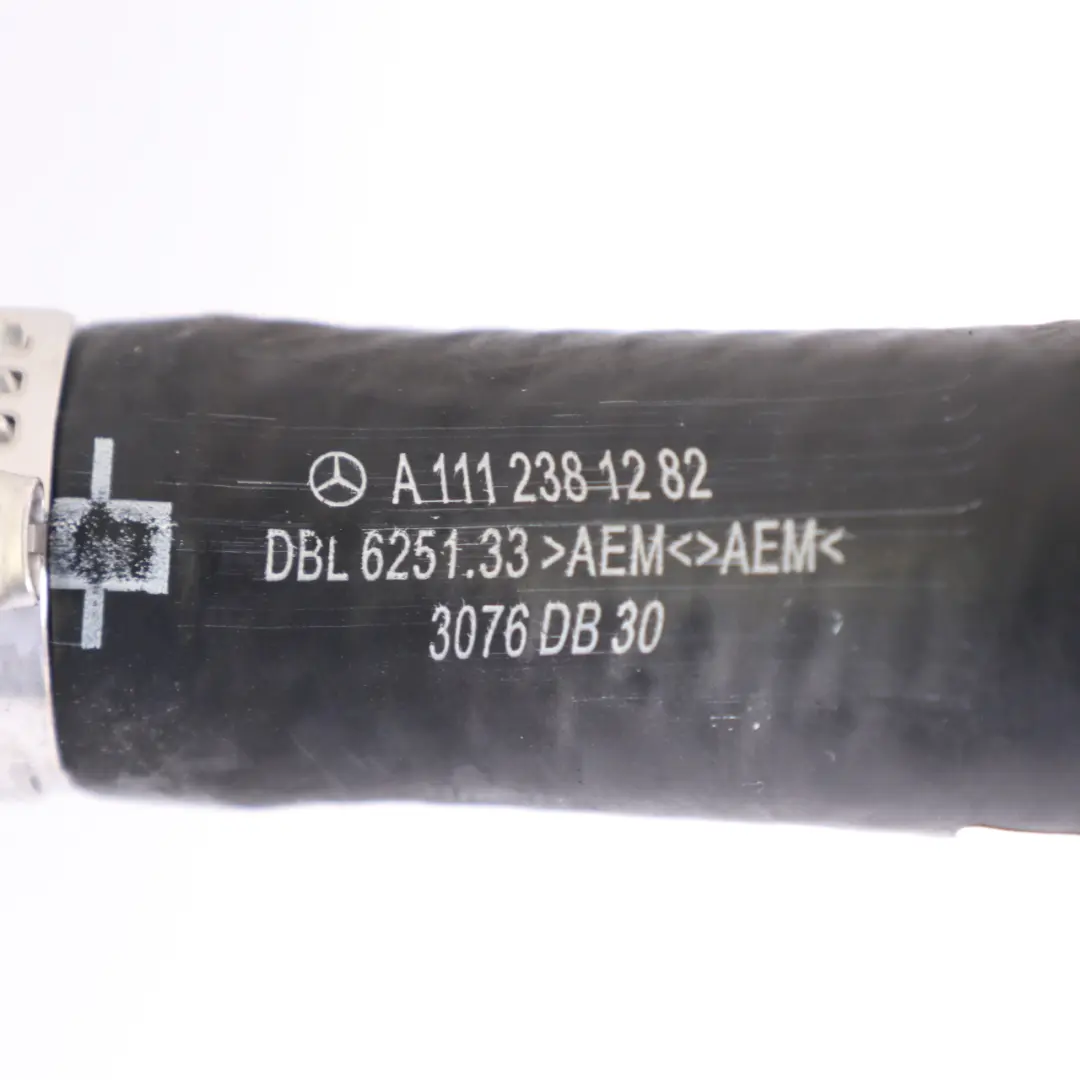 A 111 238 12 82
DBL 6251.33 >AEM<>AEM<
3076 DB 30